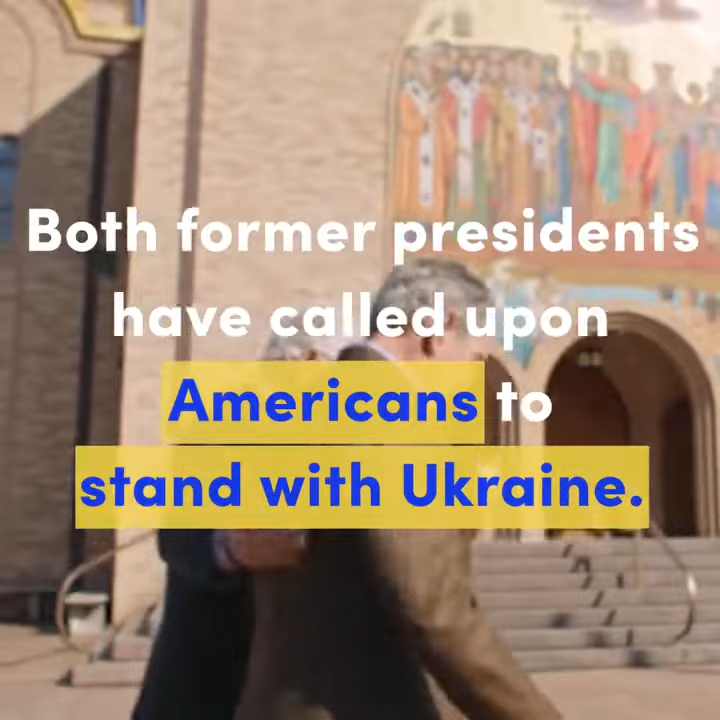 Both former presidents
have called upon
Americans to
stand with Ukraine.